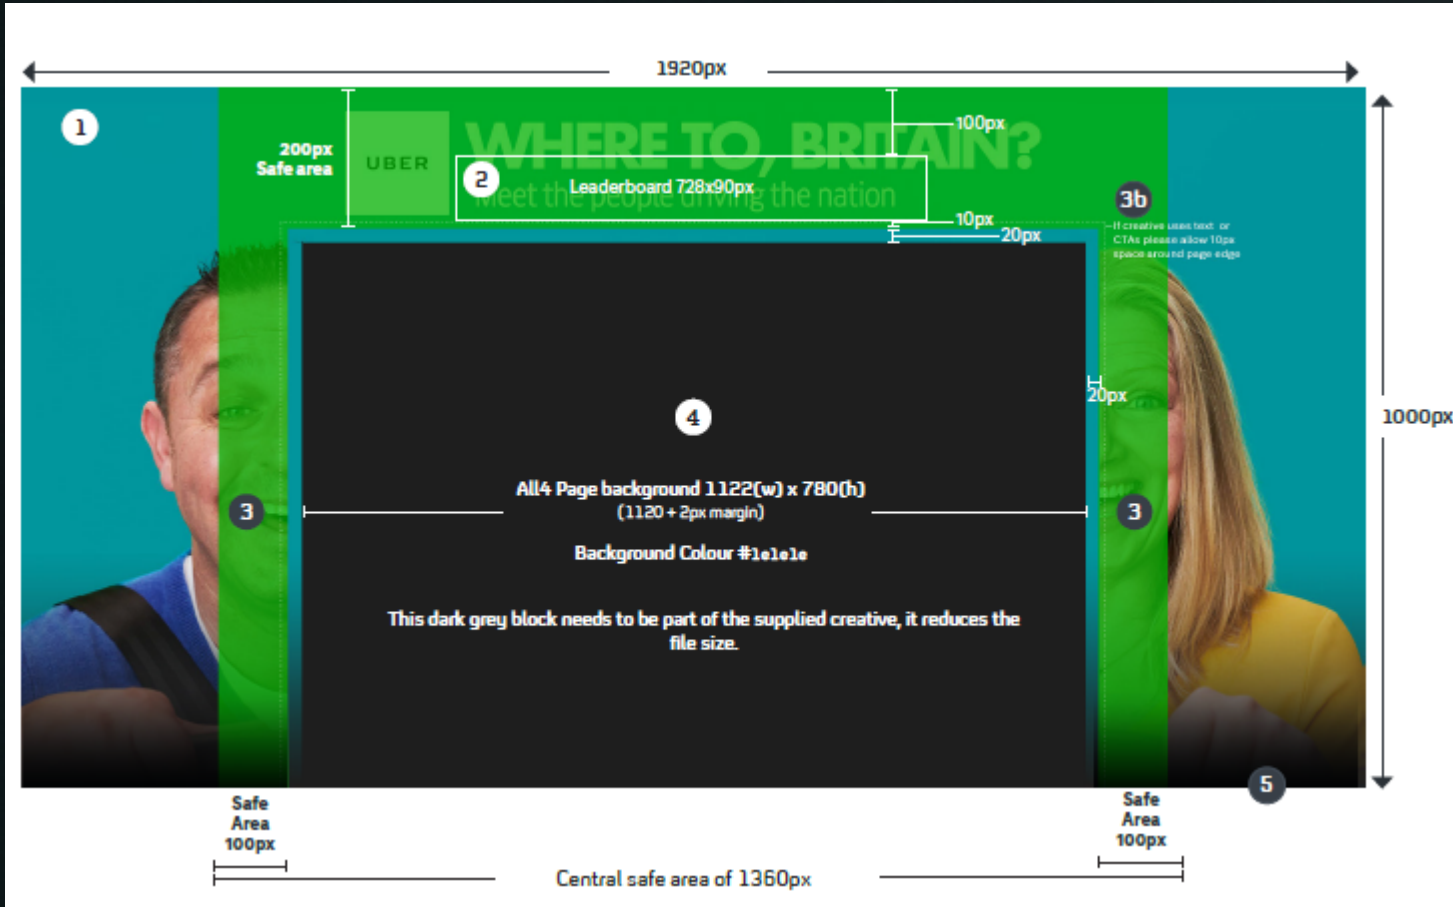 1920px
1
200px
Safe area
UBER
WHERE TO, BRITAIN?
Meet the people driving the nation
2
Leaderboard 728x90px
100px
10px
20px
3b
If creative uses text or
CTAs please allow 10px
space around page edge
20px
1000px
4
All4 Page background 1122(w) x 780(h)
(1120 + 2px margin)
3
3
Background Colour #1e1e1e
This dark grey block needs to be part of the supplied creative, it reduces the
file size.
5
Safe
Area
100px
Safe
Area
100px
Central safe area of 1360px